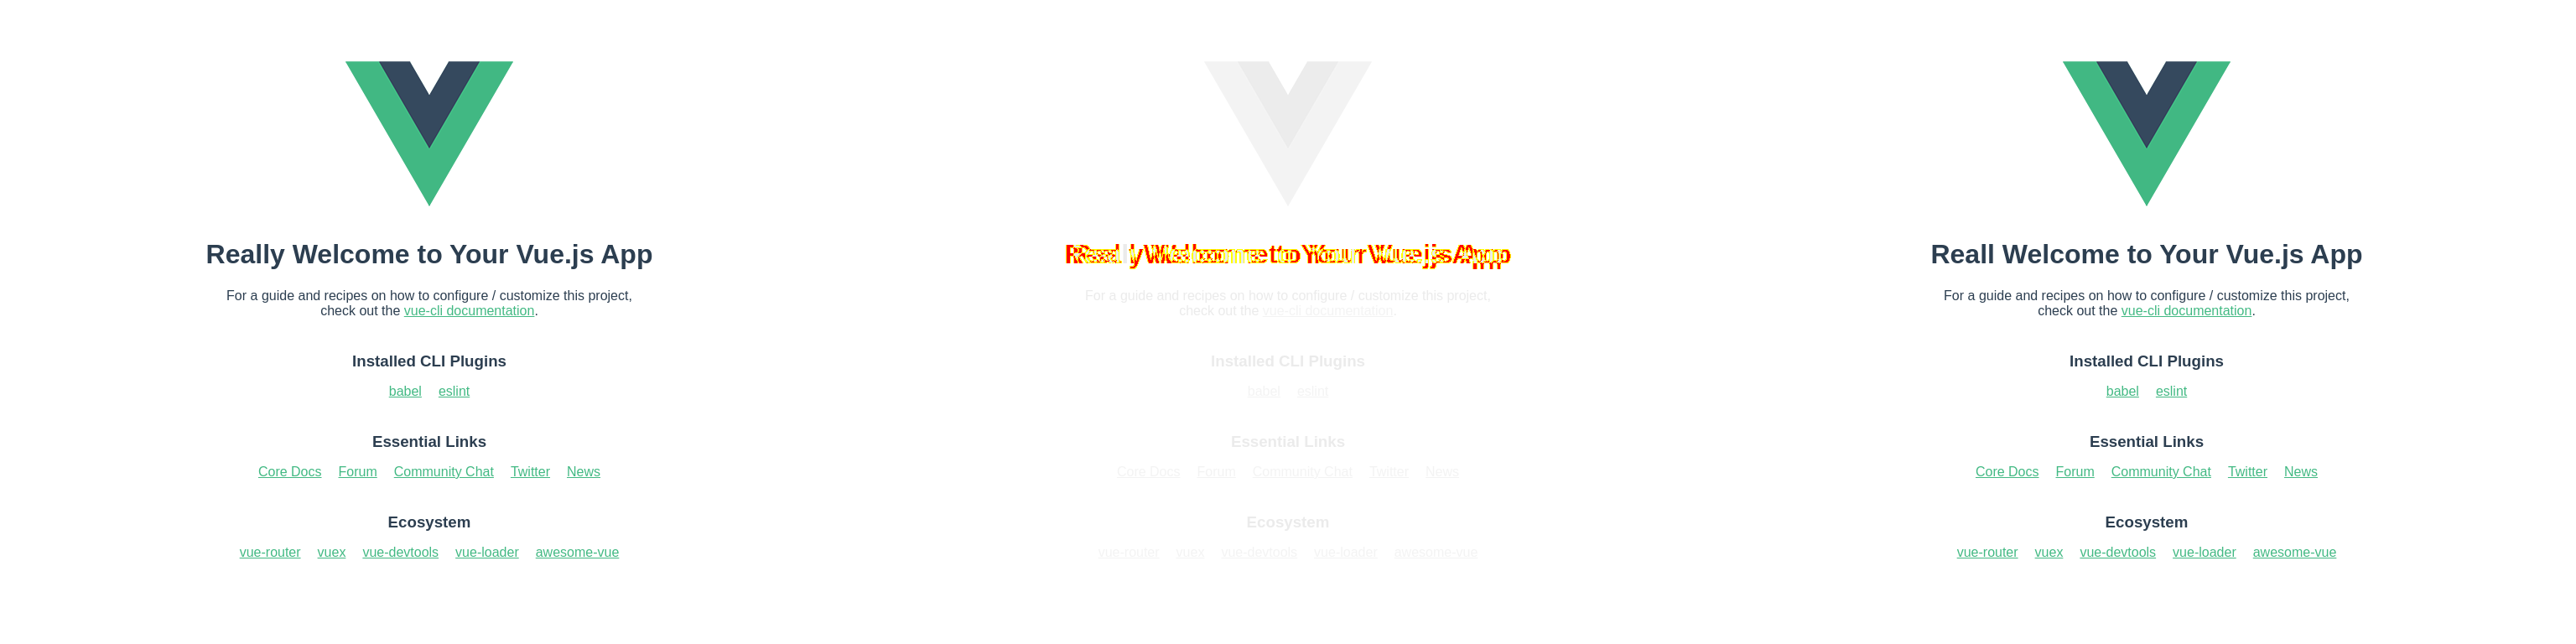 Really Welcome to Your Vue.js App
For a guide and recipes on how to configure / customize this project,
check out the vue-cli documentation.
Installed CLI Plugins
babel eslint
Essential Links
Core Docs Forum Community Chat Twitter News
Ecosystem
vue-router vuex vue-devtools vue-loader awesome-vue
For a guide and recipes on how to configure / customize this project,
check out the vue-cli documentation.
Installed CLI Plugins
babel eslint
Essential Links
Core Docs Forum Community Chat Twitter News
Ecosystem
vue-router vuex vue-devtools vue-loader awesome-vue
Reall Welcome to Your Vue.js App
For a guide and recipes on how to configure / customize this project,
check out the vue-cli documentation.
Installed CLI Plugins
babel eslint
Essential Links
Core Docs Forum Community Chat Twitter News
Ecosystem
vue-router vuex vue-devtools vue-loader awesome-vue